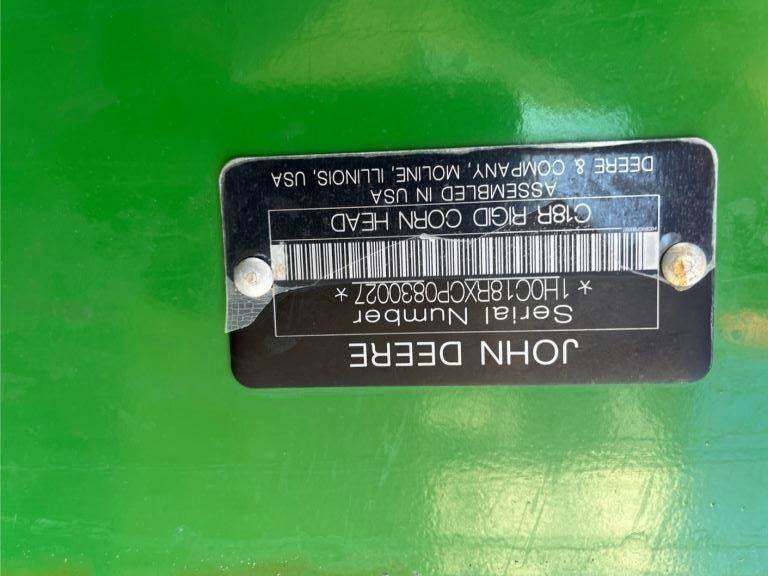 JOHN DEERE
Serial Number
*1H0C18RXCP0830027*
C18R RIGID CORN HEAD
ASSEMBLED IN USA
DEERE & COMPANY, MOLINE, ILLINOIS, USA